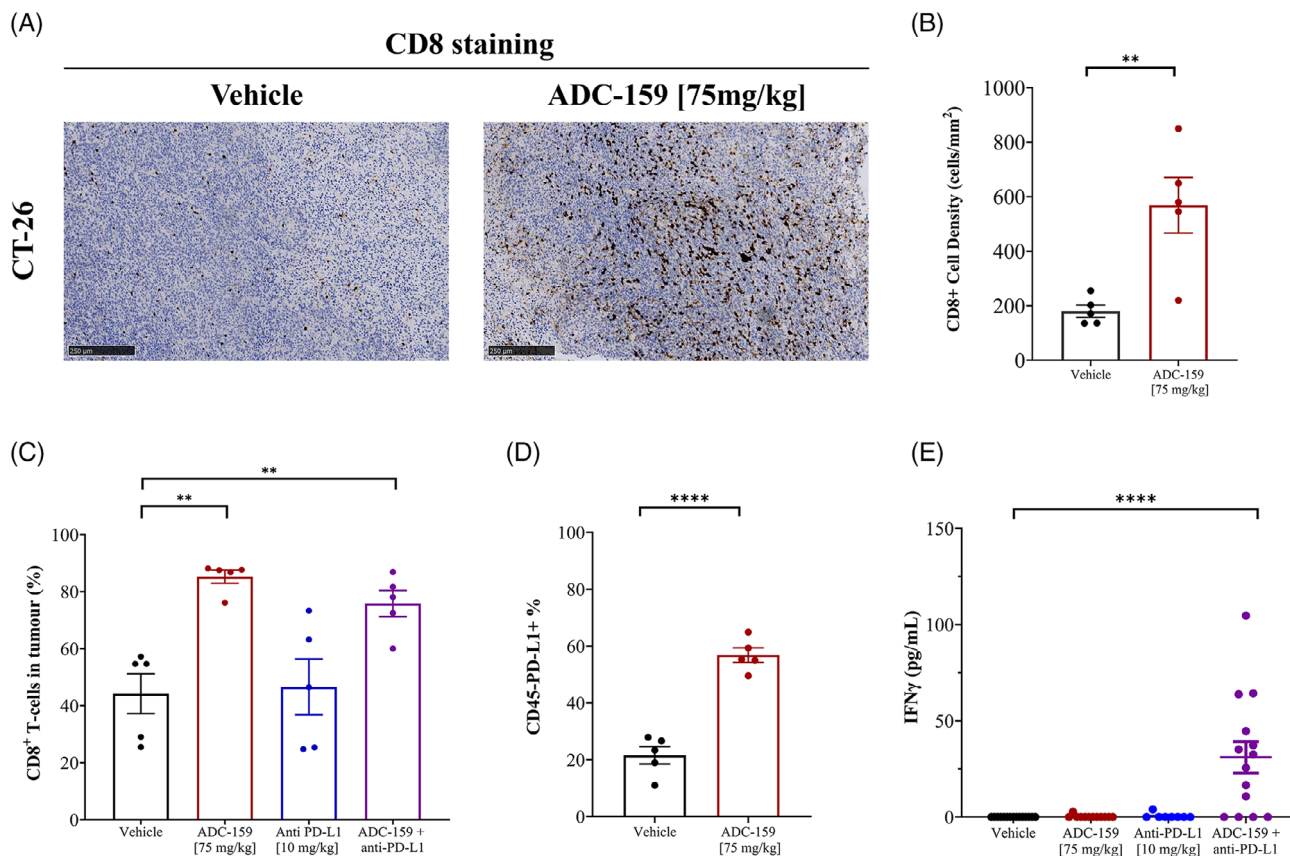 (A)
CD8 staining
Vehicle
ADC-159 [75mg/kg]
CT-26
250 µm
250 µm
(B)
**
CD8+ Cell Density (cells/mm²)
1000
800
600
400
200
0
Vehicle
ADC-159
[75 mg/kg]
(C)
**
**
CD8⁺ T-cells in tumour (%)
100
80
60
40
20
0
Vehicle
ADC-159
[75 mg/kg]
Anti PD-L1
[10 mg/kg]
ADC-159 +
anti-PD-L1
(D)
****
CD45-PD-L1+ %
100
80
60
40
20
0
Vehicle
ADC-159
[75 mg/kg]
(E)
****
IFNγ (pg/mL)
150
100
50
0
Vehicle
ADC-159
[75 mg/kg]
Anti-PD-L1
[10 mg/kg]
ADC-159 +
anti-PD-L1